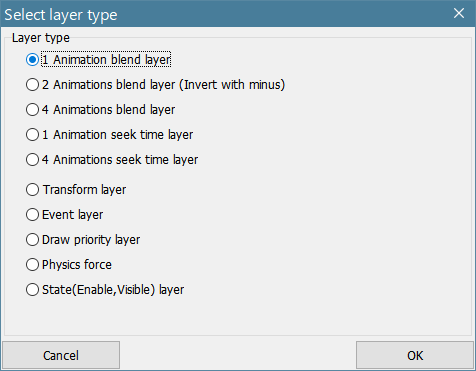 Select layer type
Layer type
1 Animation blend layer
2 Animations blend layer (Invert with minus)
4 Animations blend layer
1 Animation seek time layer
4 Animations seek time layer
Transform layer
Event layer
Draw priority layer
Physics force
State(Enable,Visible) layer
Cancel
OK